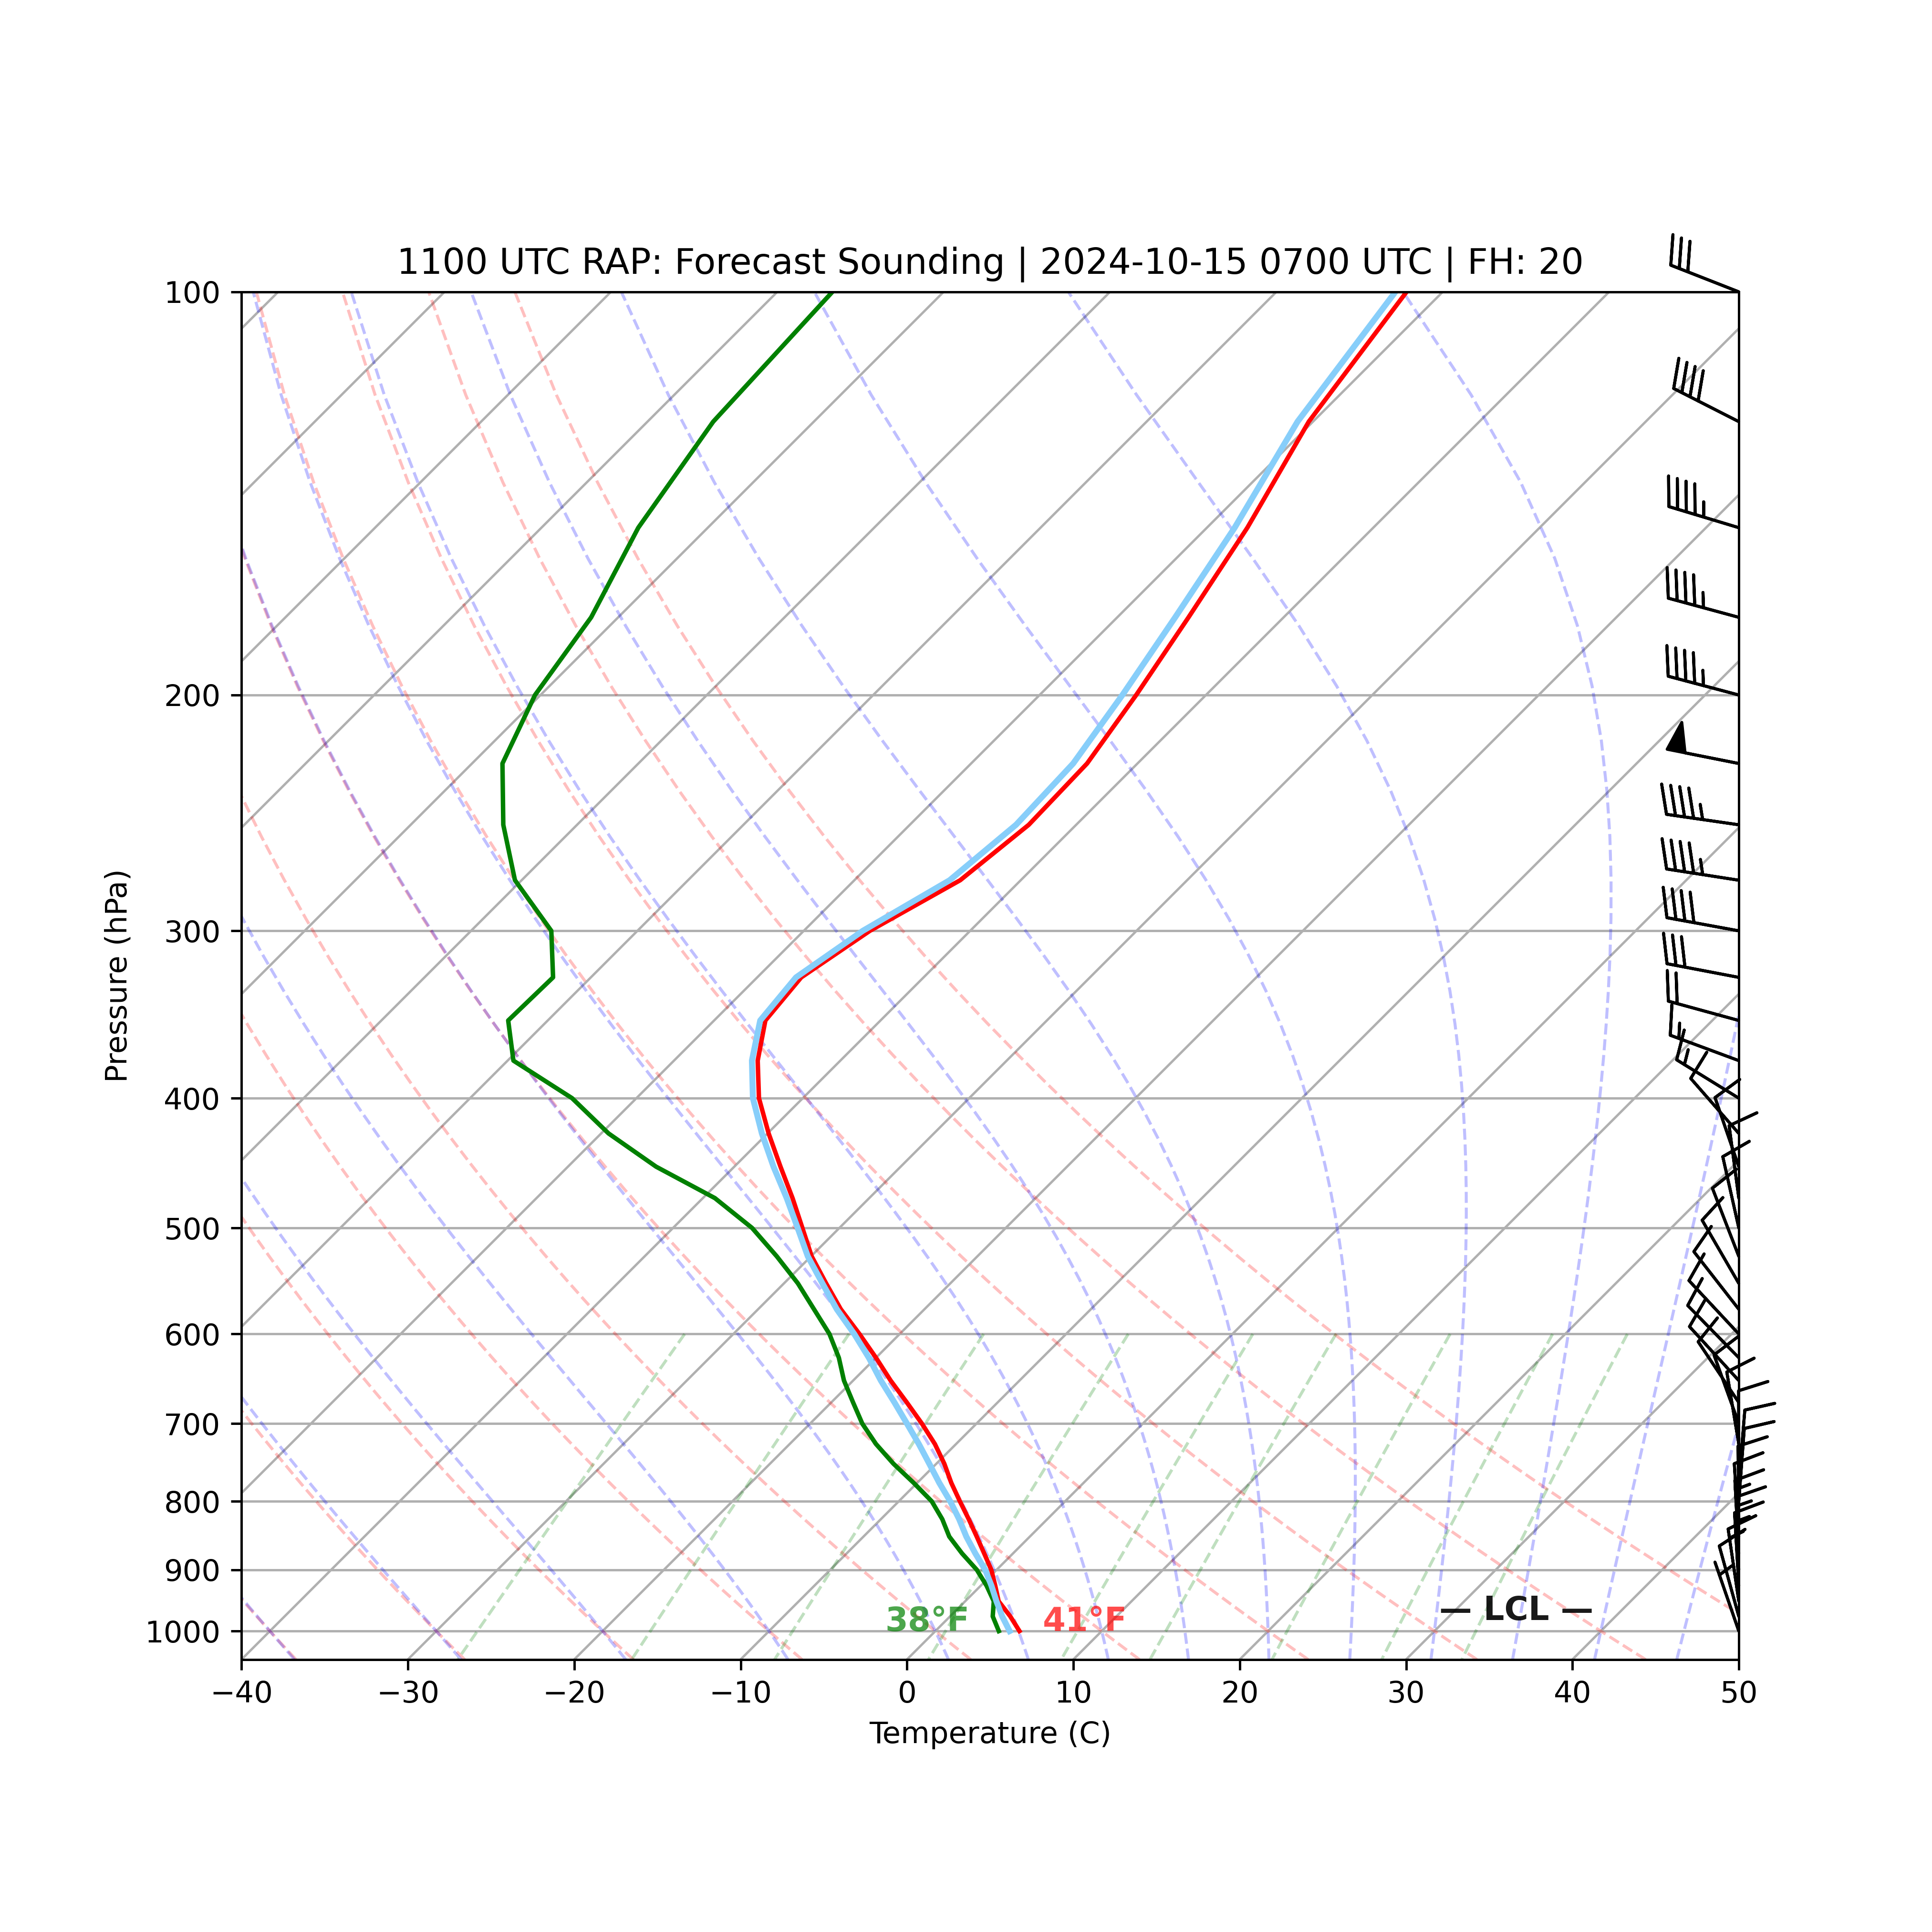 1100 UTC RAP: Forecast Sounding | 2024-10-15 0700 UTC | FH: 20
100
200
300
400
500
600
700
800
900
1000
Pressure (hPa)
38°F 41°F — LCL —
−40 −30 −20 −10 0 10 20 30 40 50
Temperature (C)